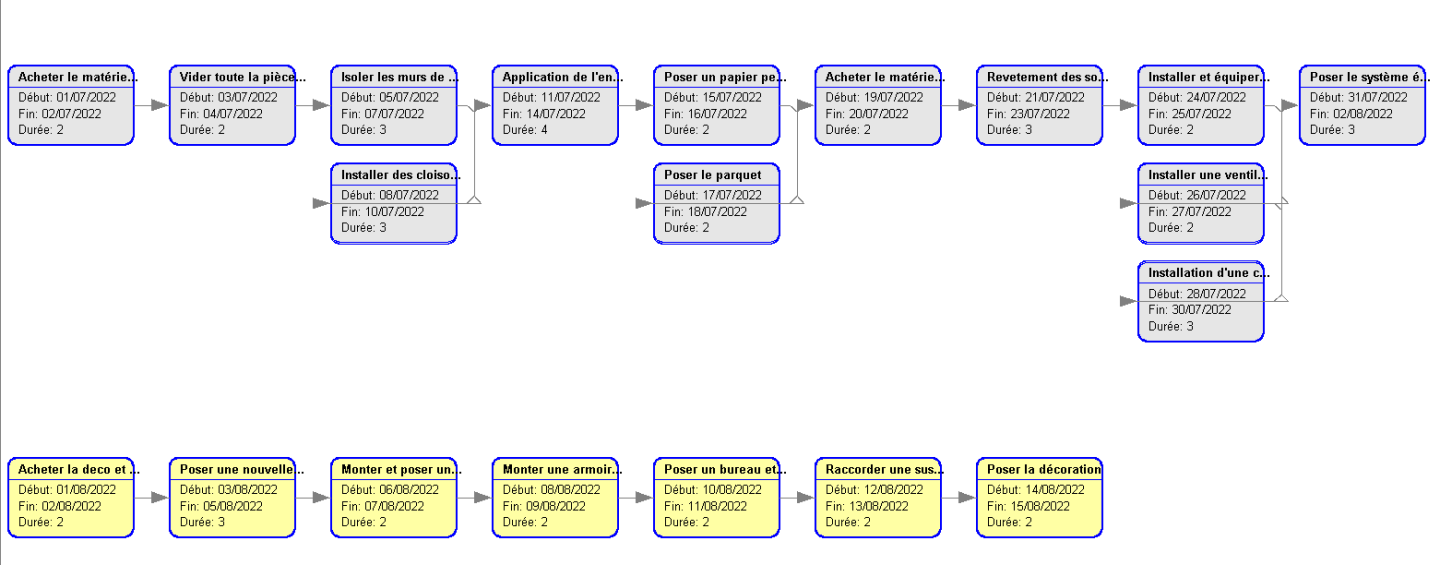 Acheter le matérie...
Début: 01/07/2022
Fin: 02/07/2022
Durée: 2
Vider toute la pièce...
Début: 03/07/2022
Fin: 04/07/2022
Durée: 2
Isoler les murs de ...
Début: 05/07/2022
Fin: 07/07/2022
Durée: 3
Application de l'en...
Début: 11/07/2022
Fin: 14/07/2022
Durée: 4
Poser un papier pe...
Début: 15/07/2022
Fin: 16/07/2022
Durée: 2
Acheter le matérie...
Début: 19/07/2022
Fin: 20/07/2022
Durée: 2
Revetement des so...
Début: 21/07/2022
Fin: 23/07/2022
Durée: 3
Installer et équiper...
Début: 24/07/2022
Fin: 25/07/2022
Durée: 2
Poser le système é...
Début: 31/07/2022
Fin: 02/08/2022
Durée: 3
Installer des cloiso...
Début: 08/07/2022
Fin: 10/07/2022
Durée: 3
Poser le parquet
Début: 17/07/2022
Fin: 18/07/2022
Durée: 2
Installer une ventil...
Début: 26/07/2022
Fin: 27/07/2022
Durée: 2
Installation d'une c...
Début: 28/07/2022
Fin: 30/07/2022
Durée: 3
Acheter la deco et ...
Début: 01/08/2022
Fin: 02/08/2022
Durée: 2
Poser une nouvelle...
Début: 03/08/2022
Fin: 05/08/2022
Durée: 3
Monter et poser un...
Début: 06/08/2022
Fin: 07/08/2022
Durée: 2
Monter une armoir...
Début: 08/08/2022
Fin: 09/08/2022
Durée: 2
Poser un bureau et...
Début: 10/08/2022
Fin: 11/08/2022
Durée: 2
Raccorder une sus...
Début: 12/08/2022
Fin: 13/08/2022
Durée: 2
Poser la décoration
Début: 14/08/2022
Fin: 15/08/2022
Durée: 2